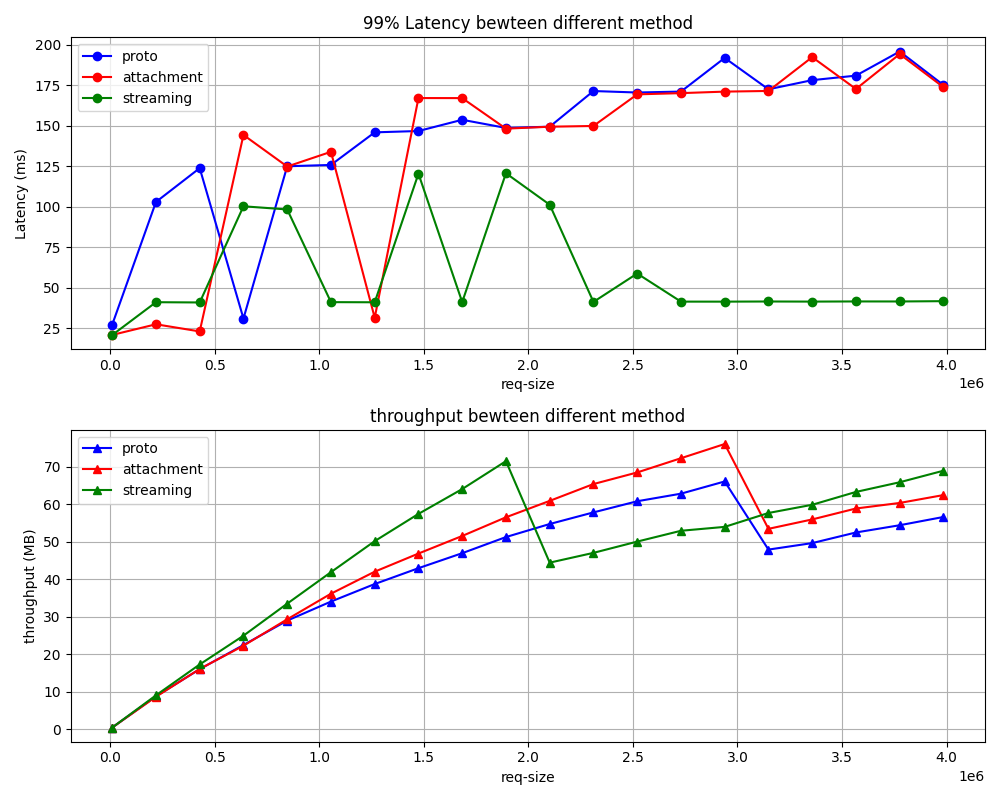 99% Latency bewteen different method
200
175
150
125
100
75
50
25
Latency (ms)
proto
attachment
streaming
0.0 0.5 1.0 1.5 2.0 2.5 3.0 3.5 4.0
1e6
req-size
throughput bewteen different method
70
60
50
40
30
20
10
0
throughput (MB)
proto
attachment
streaming
0.0 0.5 1.0 1.5 2.0 2.5 3.0 3.5 4.0
1e6
req-size